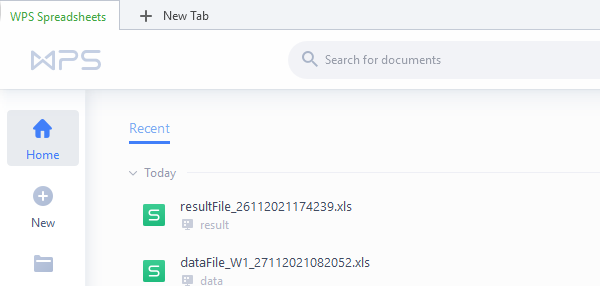 WPS Spreadsheets
New Tab
WPS
Search for documents
Home
New
Recent
Today
resultFile_26112021174239.xls
result
dataFile_W1_27112021082052.xls
data